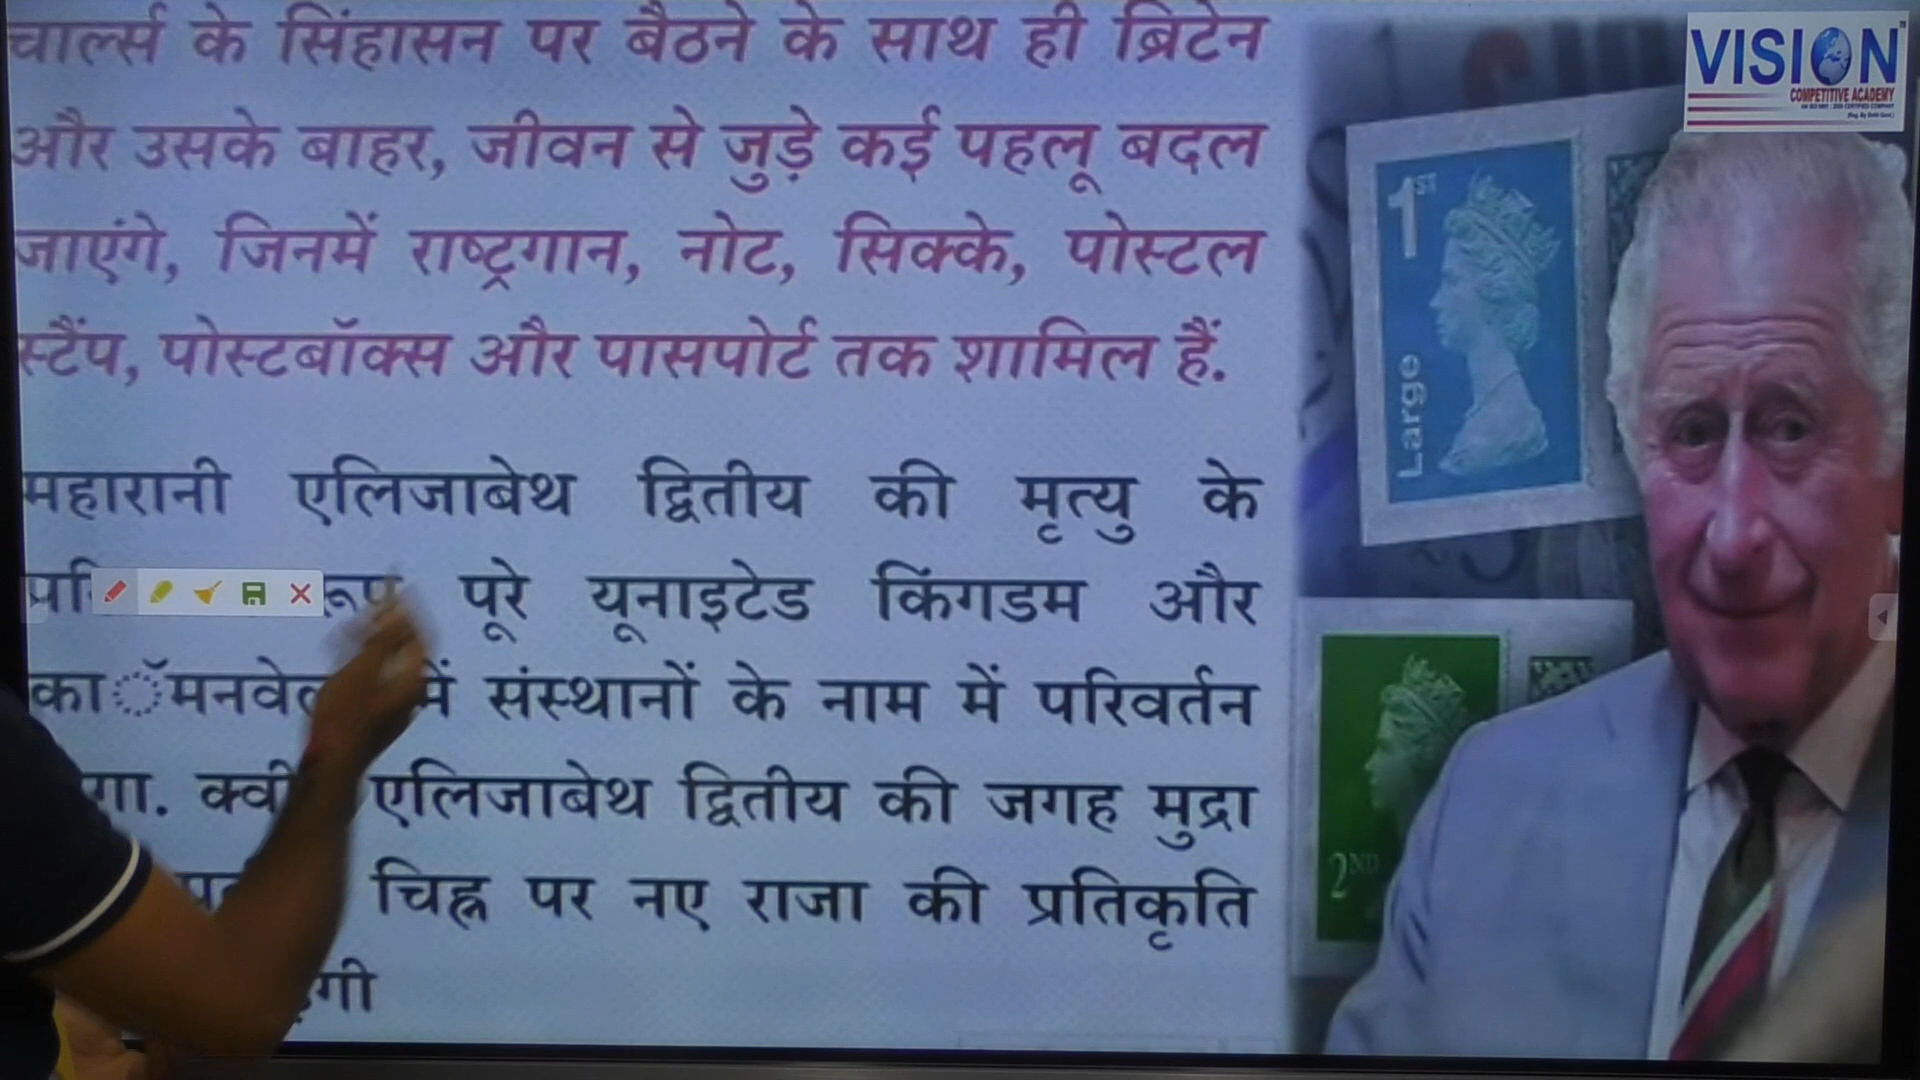 चार्ल्स के सिंहासन पर बैठने के साथ ही ब्रिटेन
और उसके बाहर, जीवन से जुड़े कई पहलू बदल
जाएंगे, जिनमें राष्ट्रगान, नोट, सिक्के, पोस्टल
स्टैंप, पोस्टबॉक्स और पासपोर्ट तक शामिल हैं.
महारानी एलिजाबेथ द्वितीय की मृत्यु के
पूरे यूनाइटेड किंगडम और
में संस्थानों के नाम में परिवर्तन
एलिजाबेथ द्वितीय की जगह मुद्रा
चिह्न पर नए राजा की प्रतिकृति
VISION
COMPETITIVE ACADEMY
1ST
Large
2ND